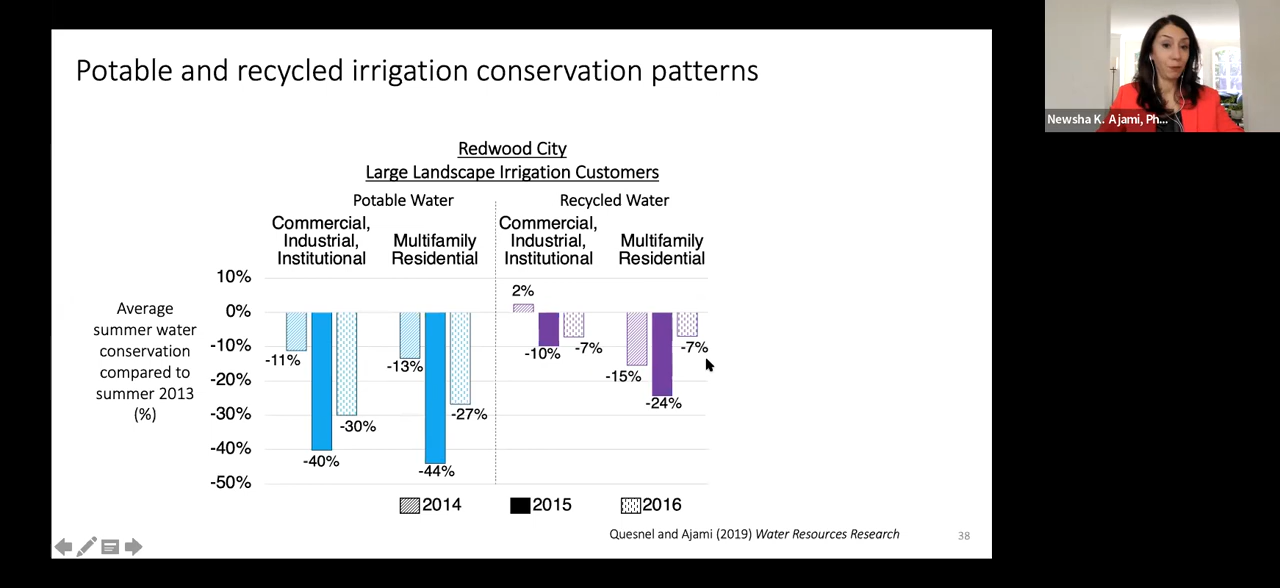 Potable and recycled irrigation conservation patterns
Newsha K. Ajami, Ph...
Redwood City
Large Landscape Irrigation Customers
Potable Water
Recycled Water
Commercial,
Industrial,
Institutional
Multifamily
Residential
Commercial,
Industrial,
Institutional
Multifamily
Residential
Average
summer water
conservation
compared to
summer 2013
(%)
10%
0%
-10%
-20%
-30%
-40%
-50%
-11%
-40%
-30%
-13%
-44%
-27%
2%
-10%
-7%
-15%
-24%
-7%
2014
2015
2016
Quesnel and Ajami (2019) Water Resources Research
38